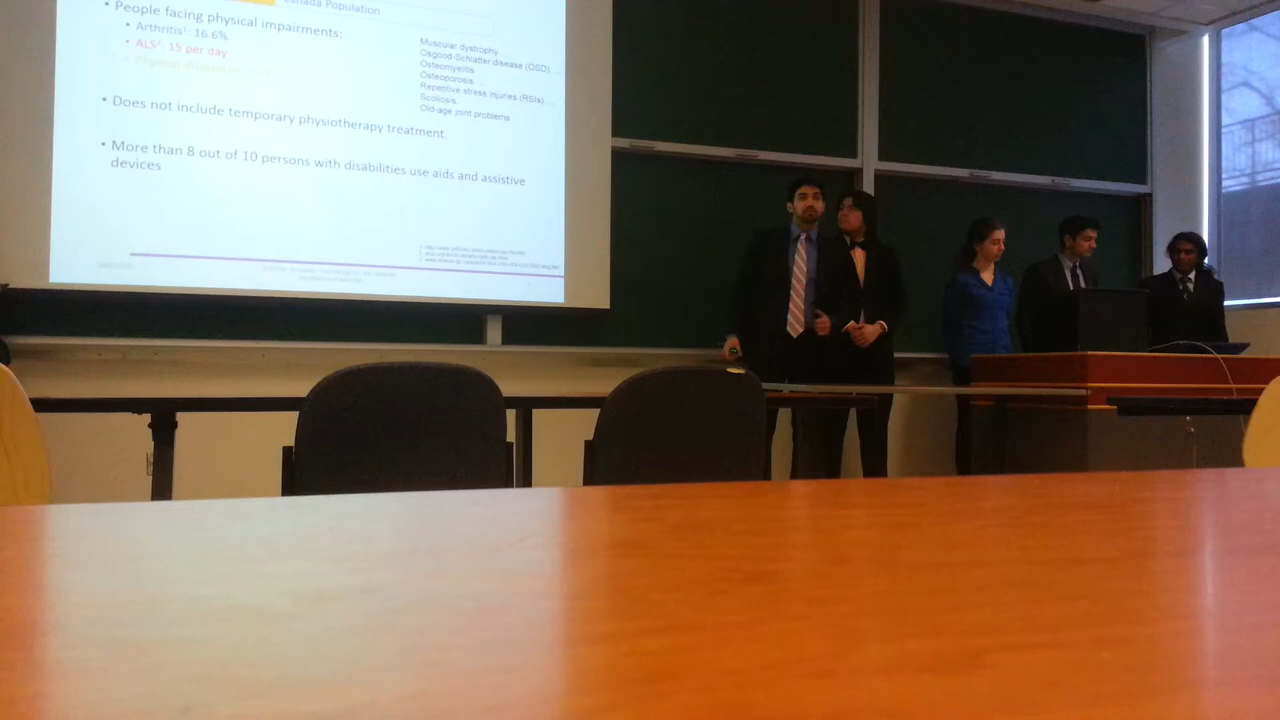 Canada Population
• People facing physical impairments:
• Arthritis¹: 16.6%
• ALS²: 15 per day
Muscular dystrophy
Osgood-Schlatter disease (OSD)
Osteomyelitis
Osteoporosis
Repetitive stress injuries (RSIs)
Scoliosis
Old-age joint problems
• Does not include temporary physiotherapy treatment.
• More than 8 out of 10 persons with disabilities use aids and assistive
devices